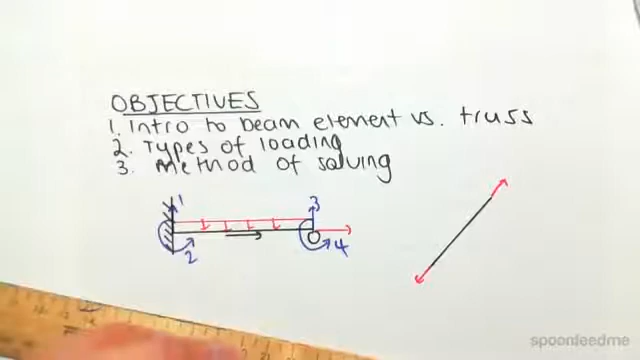 OBJECTIVES
1. Intro to beam element vs. truss
2. Types of loading
3. Method of solving
1
3
2
4
spoonfeedme